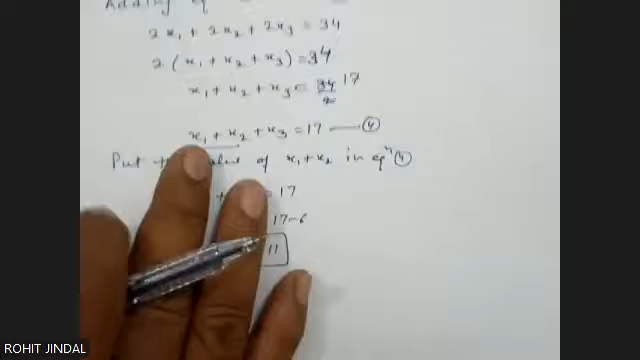 Adding eq
2x₁ + 2x₂ + 2x₃ = 34
2 (x₁ + x₂ + x₃) = 34
x₁ + x₂ + x₃ = 34/2 17
x₁ + x₂ + x₃ = 17 — ④
Put value of x₁ + x₂ in eqⁿ ④
+ = 17
17 - 6
11
ROHIT JINDAL